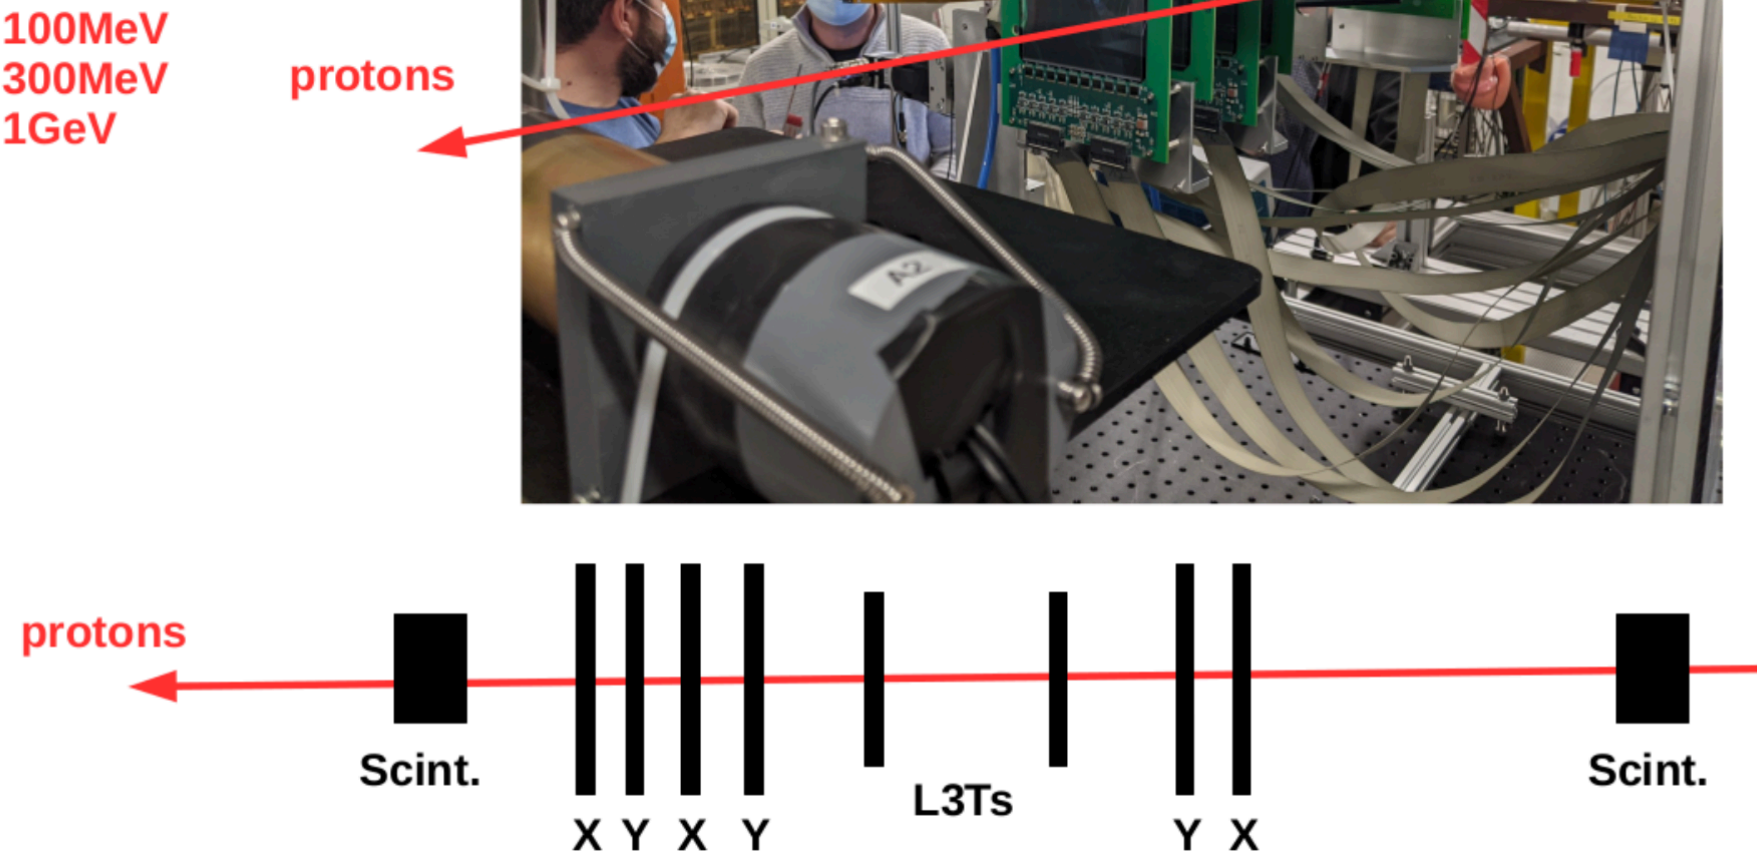 100MeV
300MeV
1GeV
protons
A2
protons
Scint.
L3Ts
Scint.
X Y X Y Y X